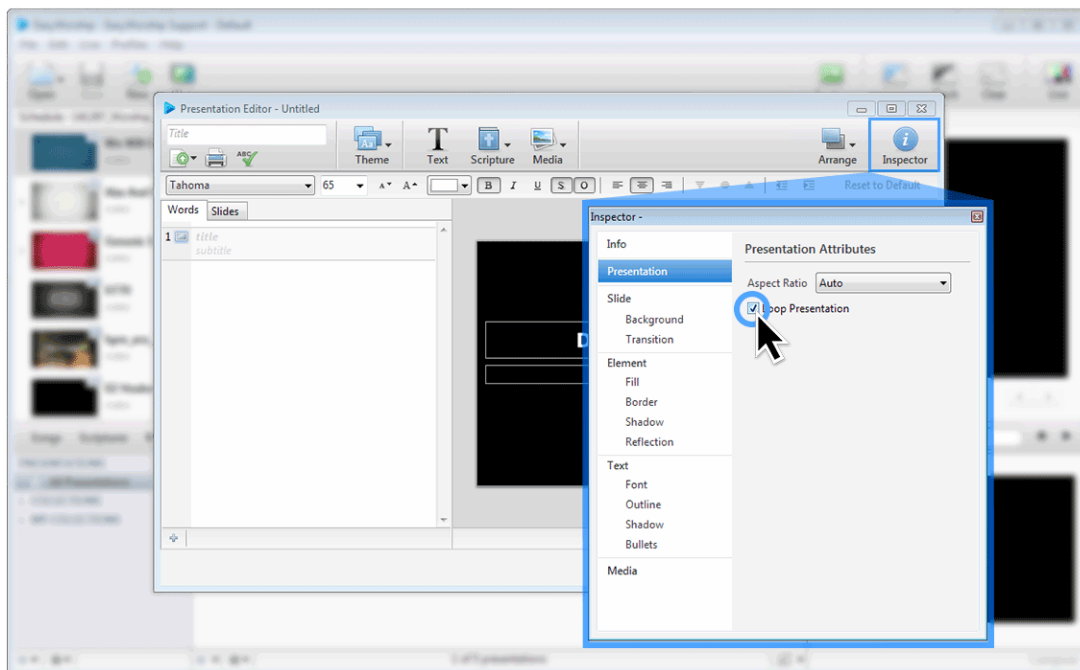 Presentation Editor - Untitled
Title
ABC
Theme
Text
Scripture
Media
Arrange
Inspector
Tahoma
65
B
I
U
S
O
Reset to Default
Words
Slides
1
title
subtitle
D
Inspector -
Info
Presentation
Slide
Background
Transition
Element
Fill
Border
Shadow
Reflection
Text
Font
Outline
Shadow
Bullets
Media
Presentation Attributes
Aspect Ratio
Auto
Loop Presentation